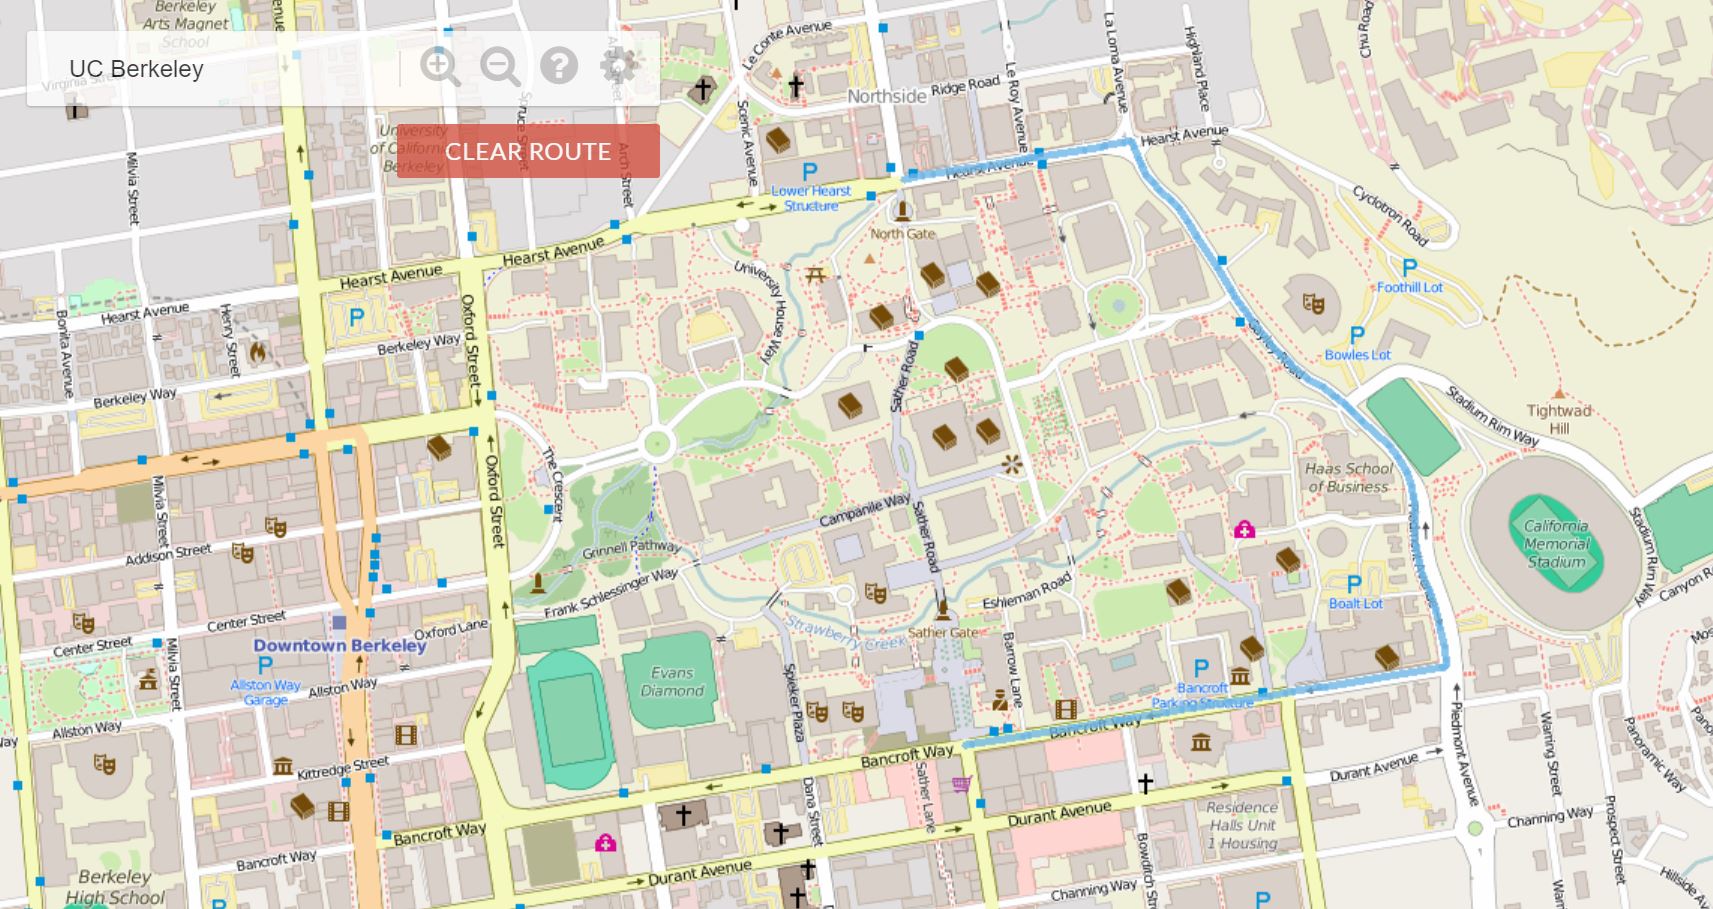 Berkeley
Arts Magnet
School
UC Berkeley
CLEAR ROUTE
Virginia Street
University
of California
Berkeley
Spruce Street
Arch Street
Arch Street
Milvia Street
Le Conte Avenue
Scenic Avenue
Northside
Ridge Road
Le Roy Avenue
La Loma Avenue
Highland Place
Hearst Avenue
Hearst Avenue
P
Lower Hearst
Structure
North Gate
Cyclotron Road
P
Foothill Lot
P
Bowles Lot
Hearst Avenue
Hearst Avenue
Hearst Avenue
Bonita Avenue
Henry Street
P
Berkeley Way
Berkeley Way
Oxford Street
University House Way
Sather Road
Gayley Road
Stadium Rim Way
Tightwad
Hill
Haas School
of Business
California
Memorial
Stadium
Stadium Rim Way
Canyon Road
Milvia Street
Addison Street
Oxford Street
The Crescent
Grinnell Pathway
Campanile Way
Sather Road
Frank Schlessinger Way
Eshleman Road
Strawberry Creek
Sather Gate
Piedmont Avenue
P
Boalt Lot
Center Street
Center Street
Oxford Lane
Downtown Berkeley
P
Allston Way
Garage
Allston Way
Allston Way
Way
Milvia Street
Evans
Diamond
Spieker Plaza
Barrow Lane
P
Bancroft
Parking Structure
Bancroft Way
Bancroft Way
Kittredge Street
Bancroft Way
Bancroft Way
Sather Lane
Dana Street
Durant Avenue
Durant Avenue
Durant Avenue
Residence
Halls Unit
1 Housing
Piedmont Avenue
Warring Street
Panoramic Way
Prospect Street
Channing Way
Channing Way
Berkeley
High School
P
P